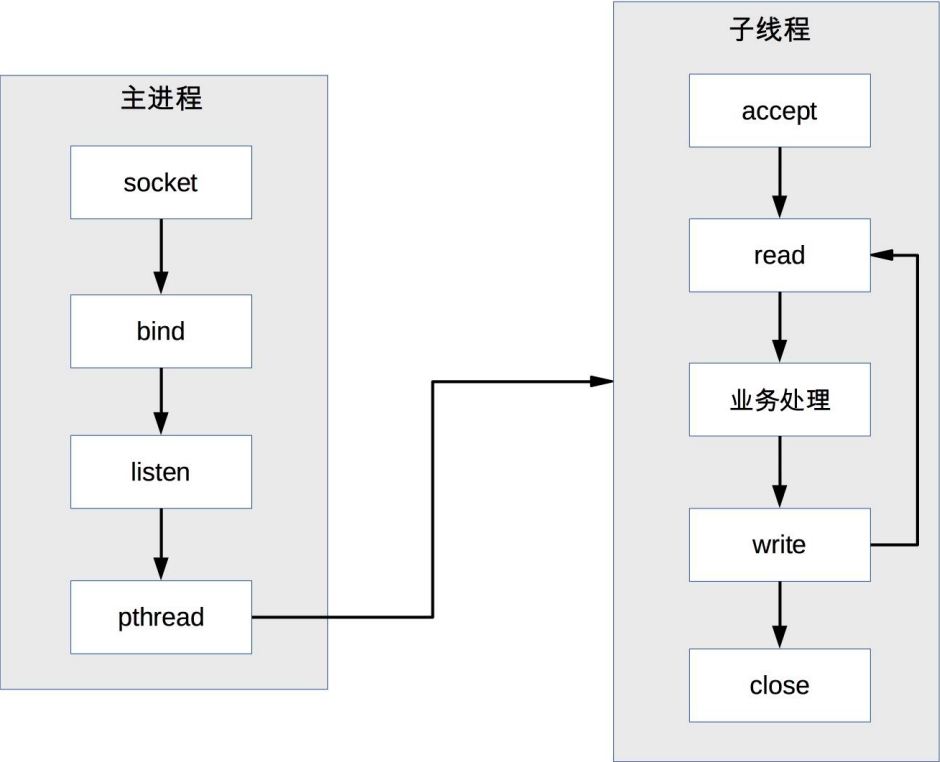 主进程
socket
bind
listen
pthread
子线程
accept
read
业务处理
write
close